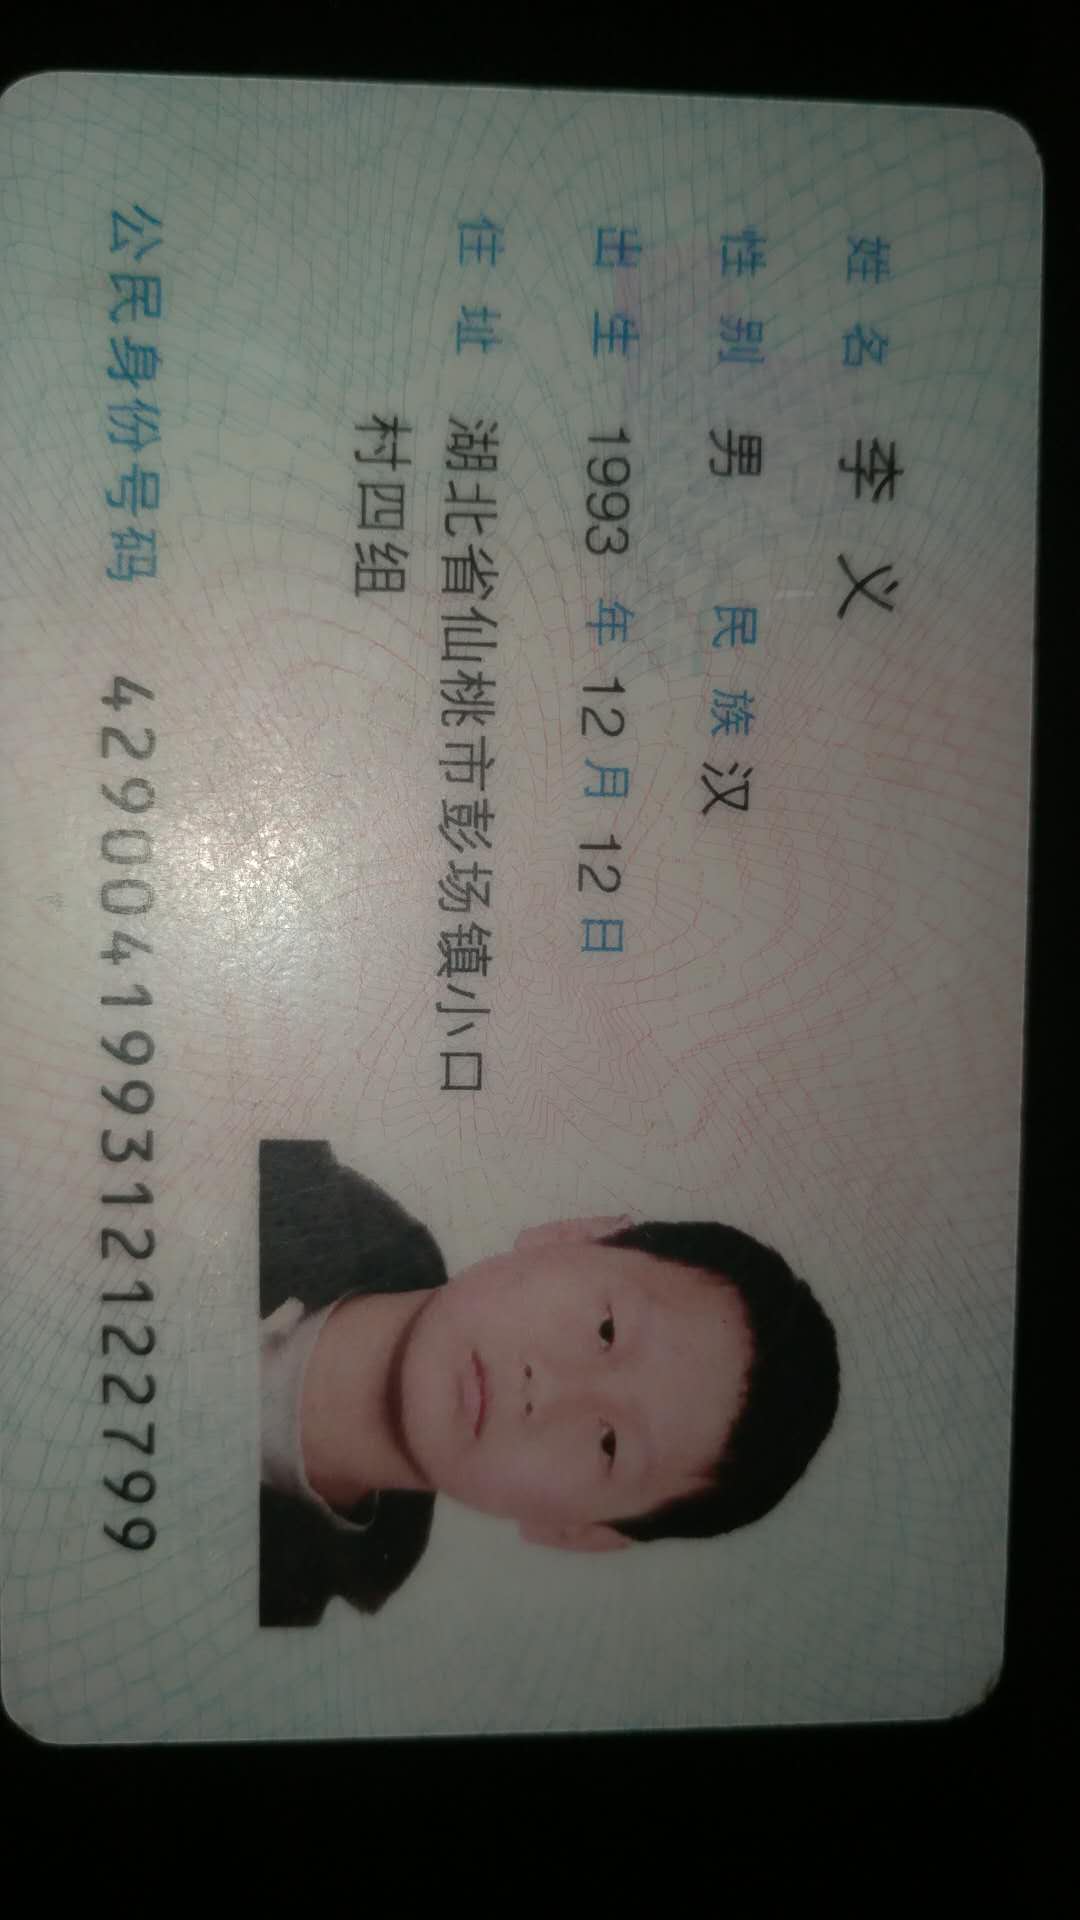 姓名 李义
性别 男 民族 汉
出生 1993 年 12 月 12 日
住址 湖北省仙桃市彭场镇小口
村四组
公民身份号码 429004199312122799